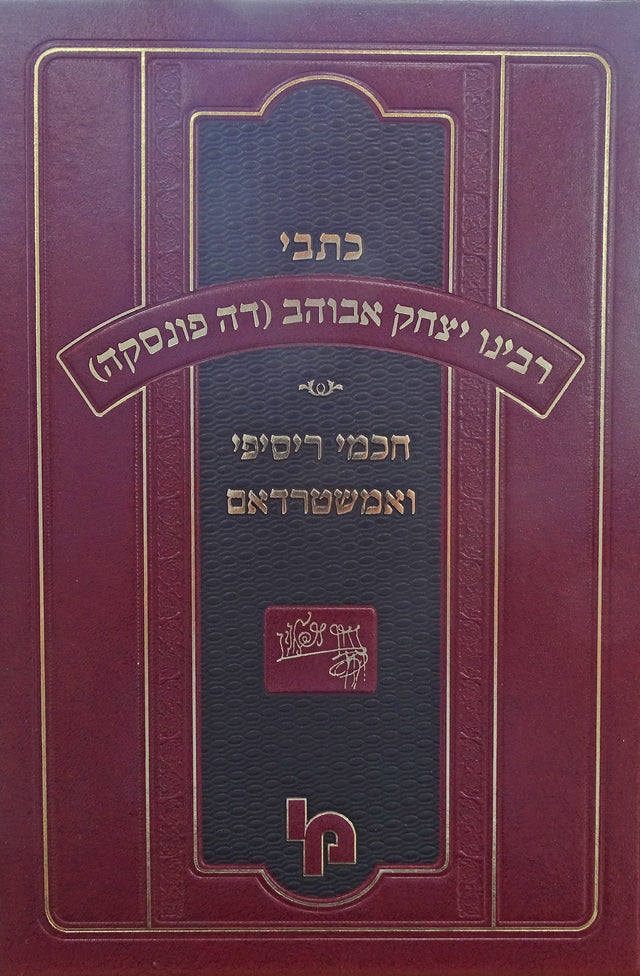 כתבי
רבינו יצחק אבוהב (דה פונסקה)
חכמי ריסיפי
ואמשטרדאם